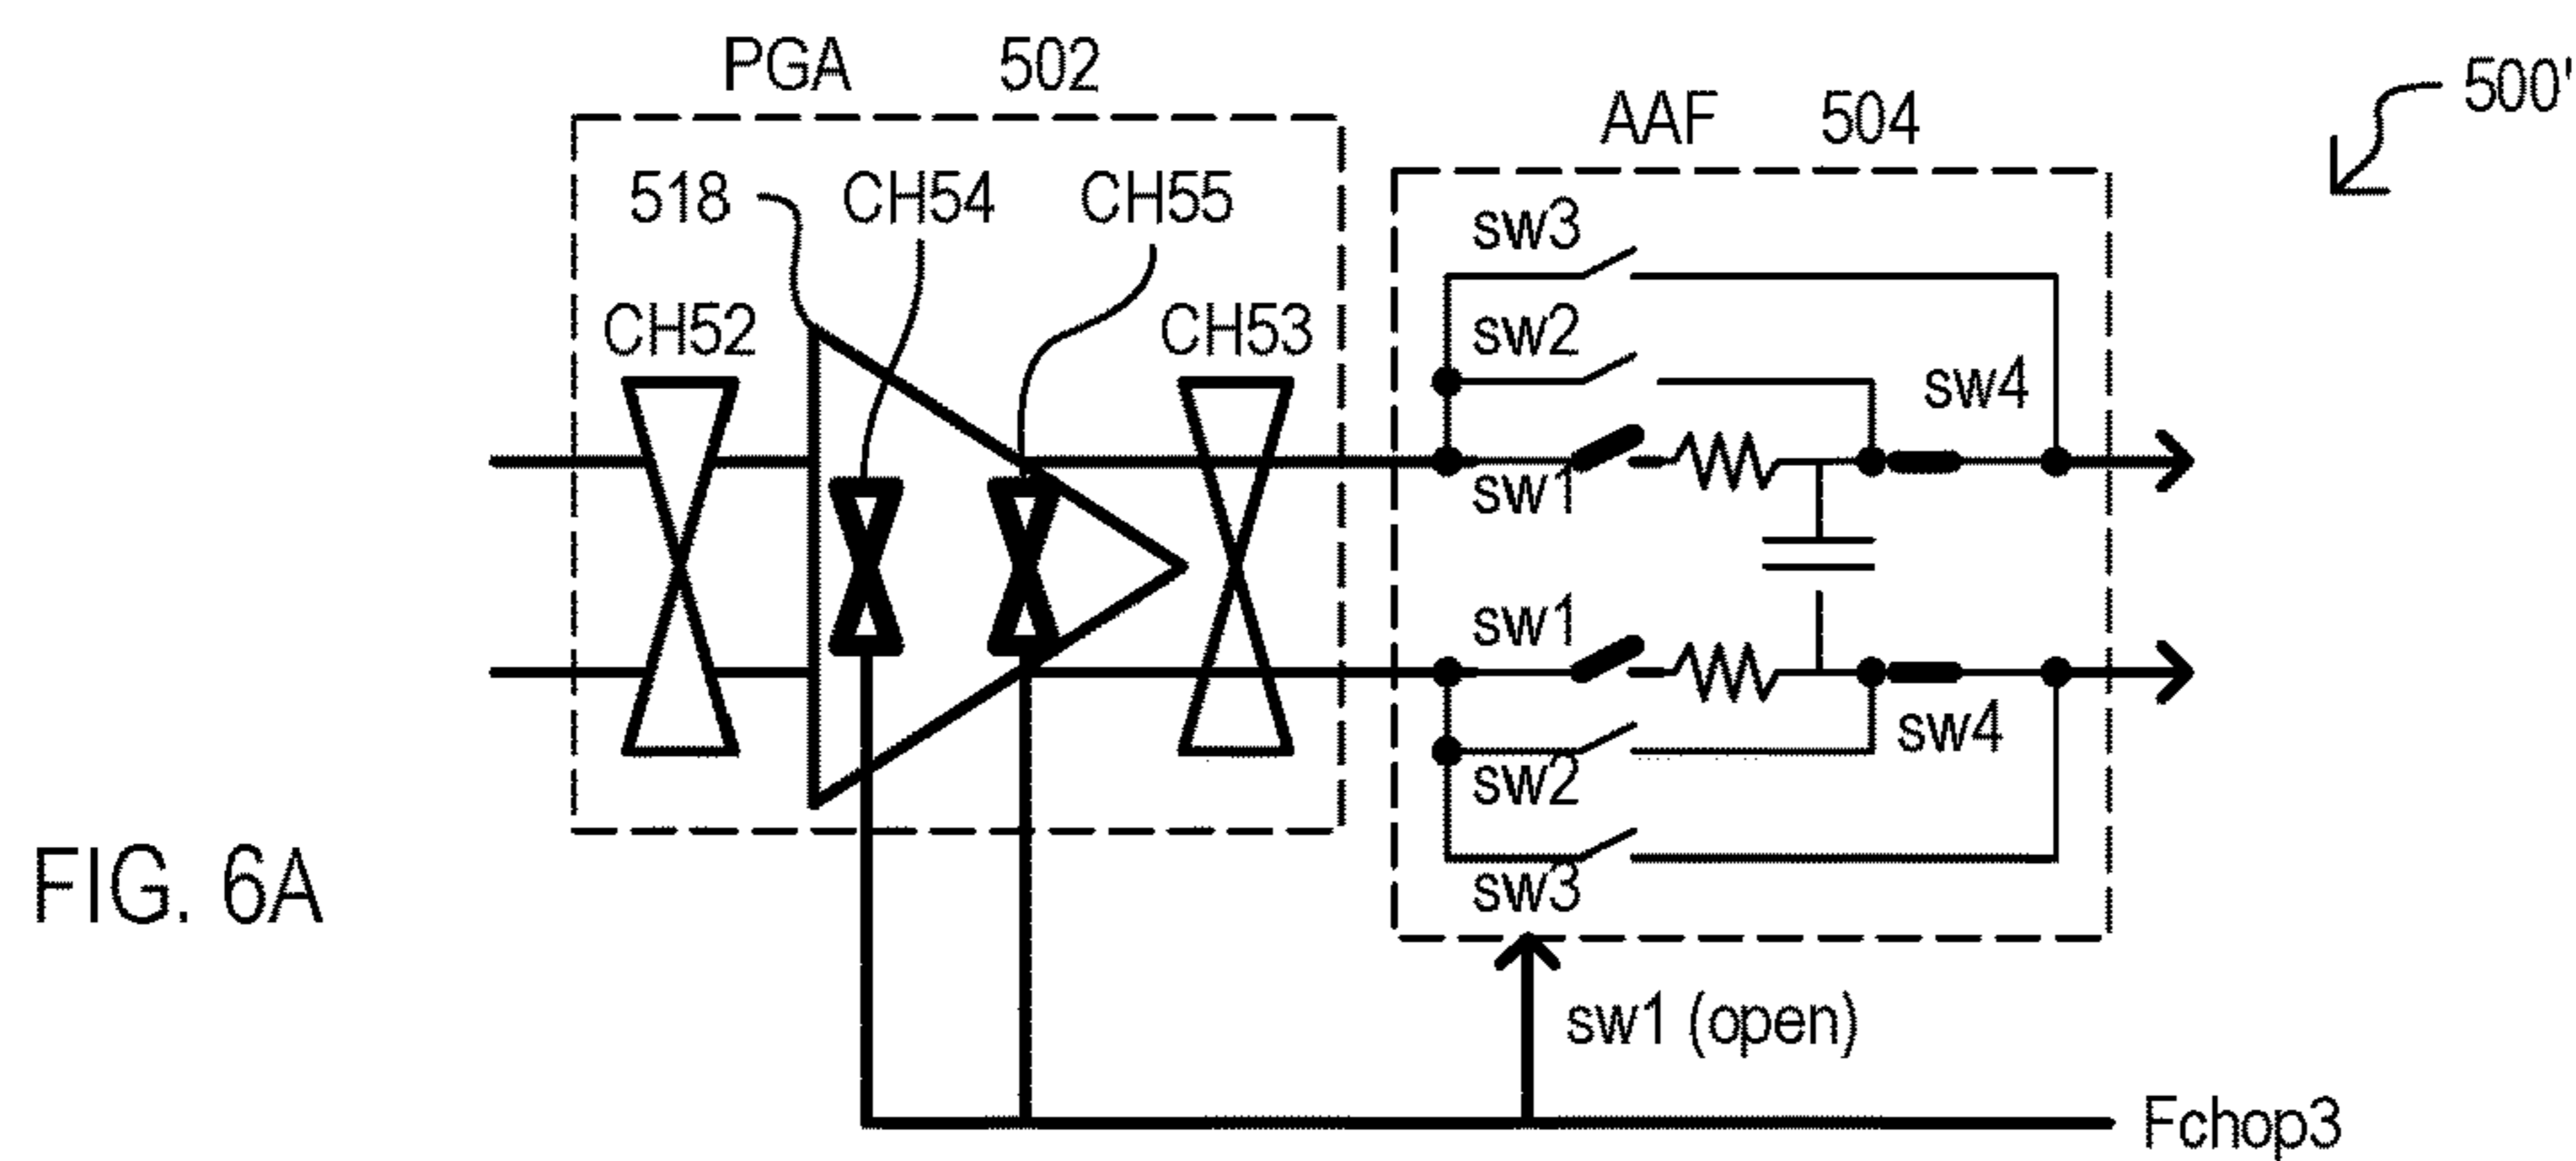 PGA 502
AAF 504
500'
518 CH54 CH55
CH52 CH53
sw3
sw2
sw4
sw1
sw1
sw4
sw2
sw3
FIG. 6A
sw1 (open)
Fchop3